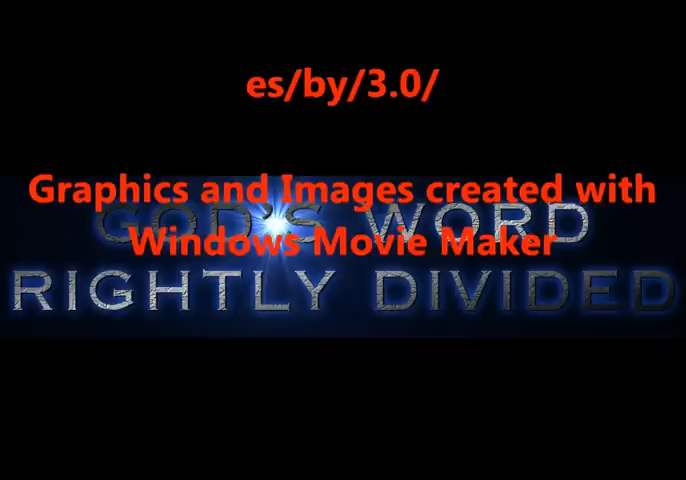 es/by/3.0/
Graphics and Images created with
GOD'S WORD
Windows Movie Maker
RIGHTLY DIVIDED